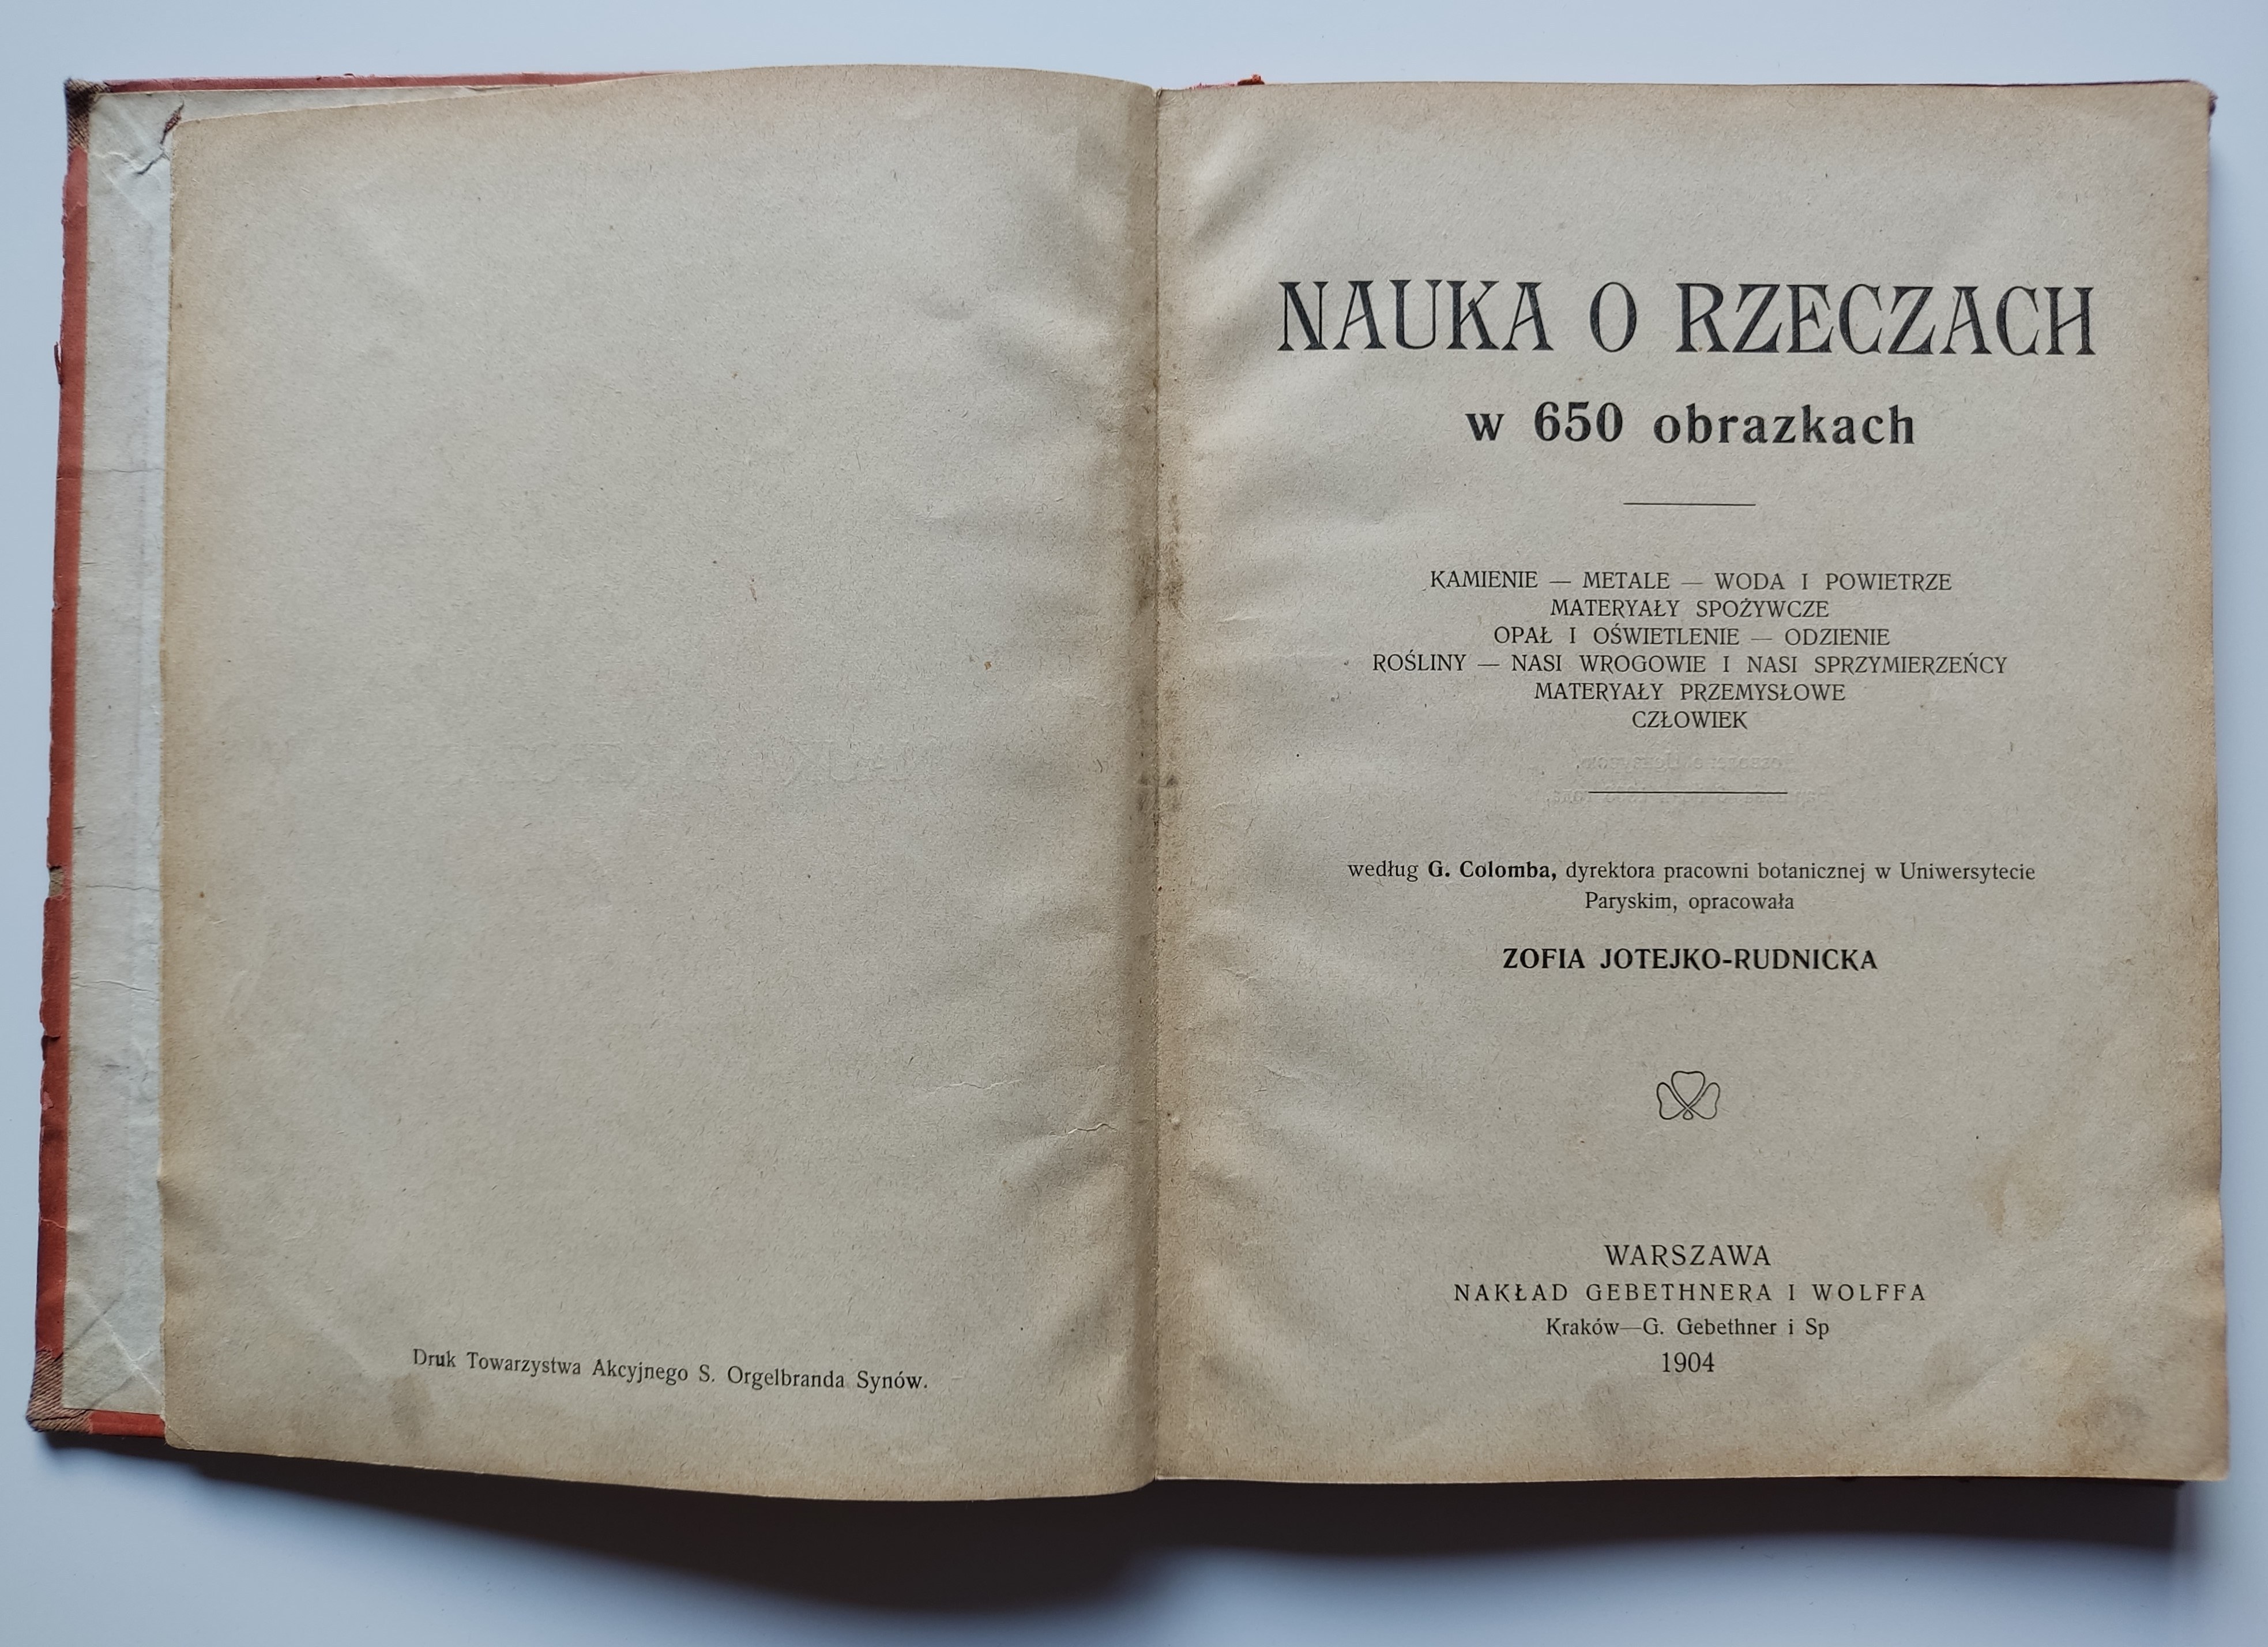 Druk Towarzystwa Akcyjnego S. Orgelbranda Synów.
NAUKA O RZECZACH
w 650 obrazkach
KAMIENIE — METALE — WODA I POWIETRZE
MATERYAŁY SPOŻYWCZE
OPAŁ I OŚWIETLENIE — ODZIENIE
ROŚLINY — NASI WROGOWIE I NASI SPRZYMIERZEŃCY
MATERYAŁY PRZEMYSŁOWE
CZŁOWIEK
według G. Colomba, dyrektora pracowni botanicznej w Uniwersytecie
Paryskim, opracowała
ZOFIA JOTEJKO-RUDNICKA
WARSZAWA
NAKŁAD GEBETHNERA I WOLFFA
Kraków—G. Gebethner i Sp
1904